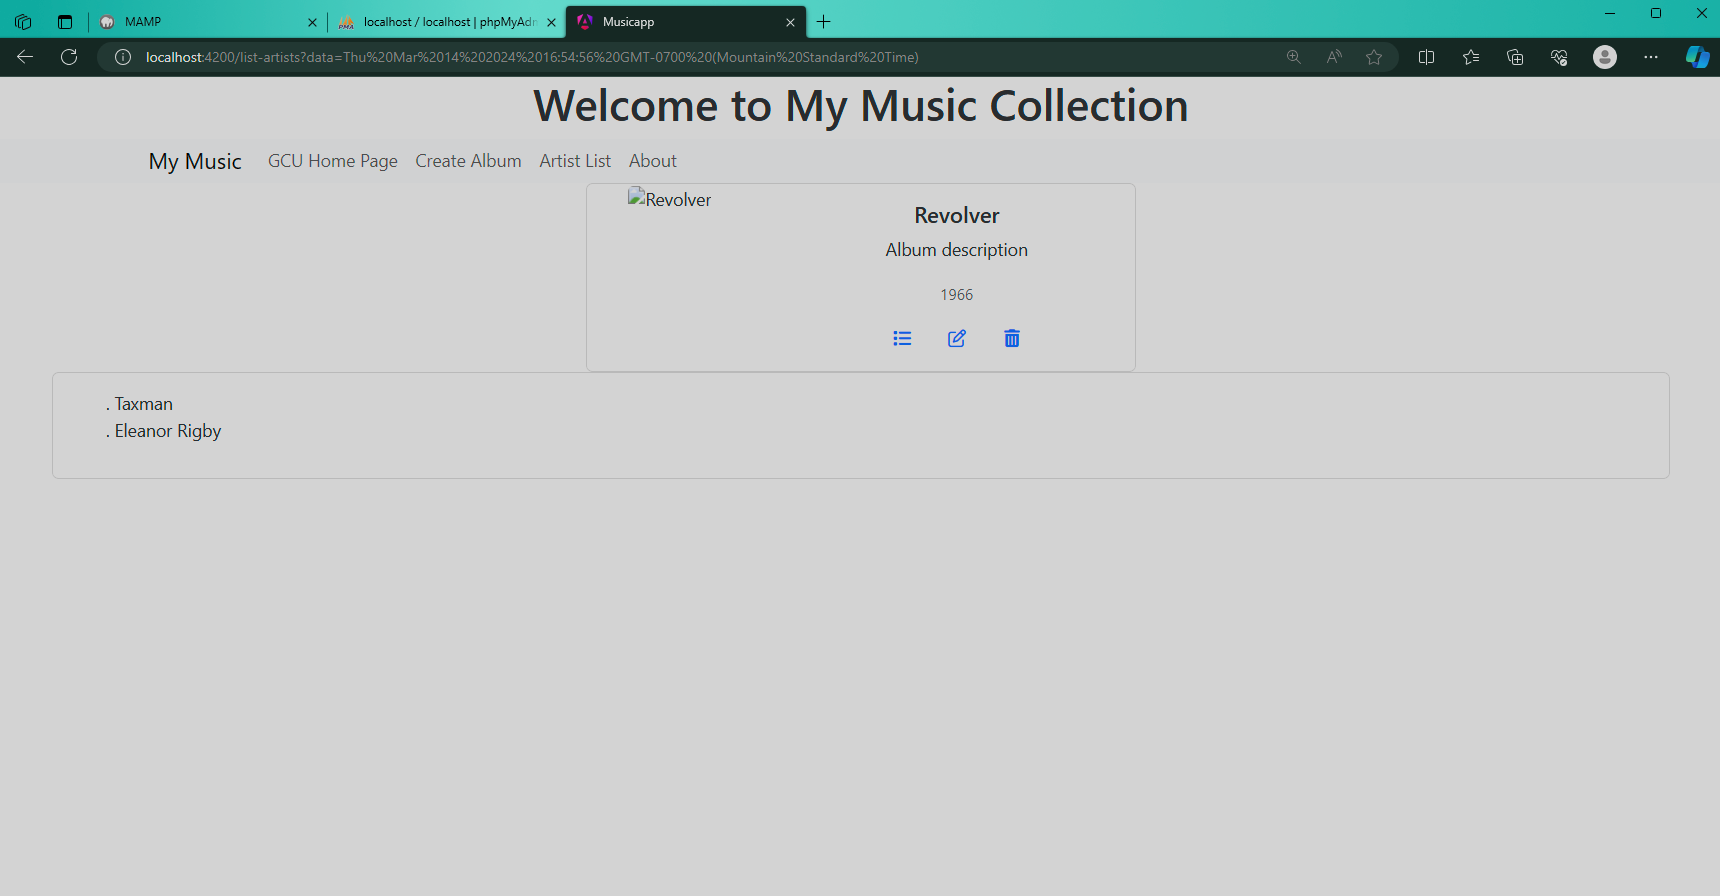 MAMP
localhost / localhost | phpMyAdm
Musicapp
localhost:4200/list-artists?data=Thu%20Mar%2014%202024%2016:54:56%20GMT-0700%20(Mountain%20Standard%20Time)
Welcome to My Music Collection
My Music GCU Home Page Create Album Artist List About
Revolver
Revolver
Album description
1966
. Taxman
. Eleanor Rigby